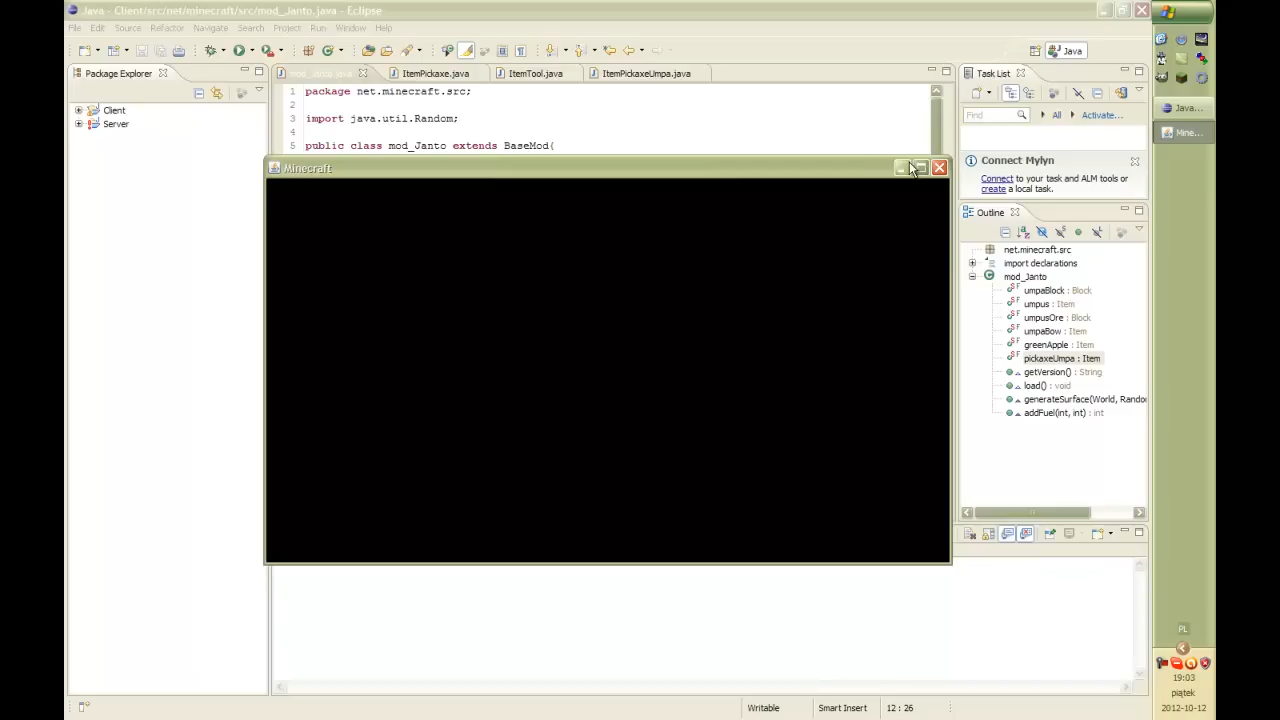 Java - Client/src/net/minecraft/src/mod_Janto.java - Eclipse
File Edit Source Refactor Navigate Search Project Run Window Help
Java
Package Explorer
Client
Server
mod_Janto.java
ItemPickaxe.java
ItemTool.java
ItemPickaxeUmpa.java
1 package net.minecraft.src;
2
3 import java.util.Random;
4
5 public class mod_Janto extends BaseMod{
Minecraft
Task List
Find
All
Activate...
Connect Mylyn
Connect to your task and ALM tools or
create a local task.
Outline
net.minecraft.src
import declarations
mod_Janto
umpaBlock : Block
umpus : Item
umpusOre : Block
umpaBow : Item
greenApple : Item
pickaxeUmpa : Item
getVersion() : String
load() : void
generateSurface(World, Rando
addFuel(int, int) : int
Writable
Smart Insert
12 : 26
Java...
Mine...
PL
19:03
piątek
2012-10-12